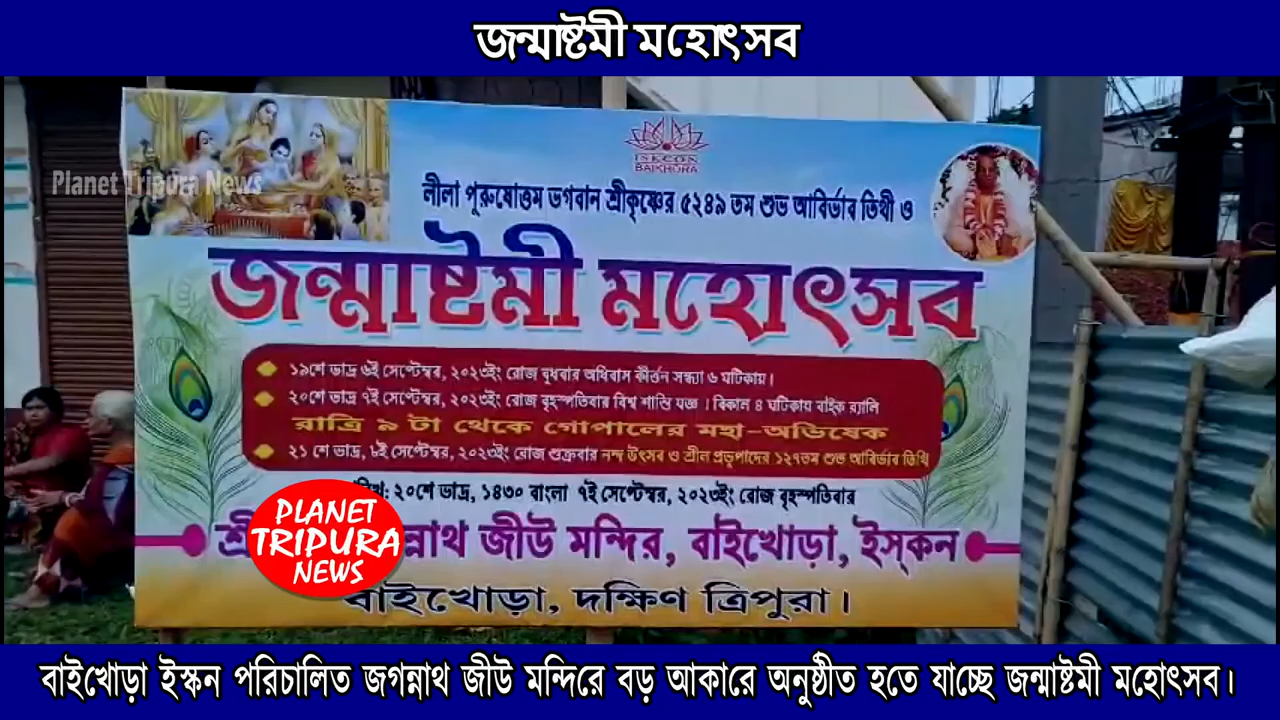 জন্মাষ্টমী মহোৎসব
Planet Tripura News
ISKCON
BAIKHORA
লীলা পুরুষোত্তম ভগবান শ্রীকৃষ্ণের ৫২৪৯ তম শুভ আবির্ভাব তিথী ও
জন্মাষ্টমী মহোৎসব
১৯শে ভাদ্র ৬ই সেপ্টেম্বর, ২০২৩ইং রোজ বুধবার অধিবাস কীর্ত্তন সন্ধ্যা ৬ ঘটিকায়।
২০শে ভাদ্র ৭ই সেপ্টেম্বর, ২০২৩ইং রোজ বৃহস্পতিবার বিশ্ব শান্তি যজ্ঞ । বিকাল ৪ ঘটিকায় বাইক র‍্যালি
রাত্রি ৯ টা থেকে গোপালের মহা-অভিষেক
২১ শে ভাদ্র, ৮ই সেপ্টেম্বর, ২০২৩ইং রোজ শুক্রবার নন্দ উৎসব ও শ্রীল প্রভুপাদের ১২৭তম শুভ আবির্ভাব তিথি
২০শে ভাদ্র, ১৪৩০ বাংলা ৭ই সেপ্টেম্বর, ২০২৩ইং রোজ বৃহস্পতিবার
জীউ মন্দির, বাইখোড়া, ইস্‌কন
বাইখোড়া, দক্ষিণ ত্রিপুরা।
PLANET
TRIPURA
NEWS
বাইখোড়া ইস্কন পরিচালিত জগন্নাথ জীউ মন্দিরে বড় আকারে অনুষ্ঠীত হতে যাচ্ছে জন্মাষ্টমী মহোৎসব।